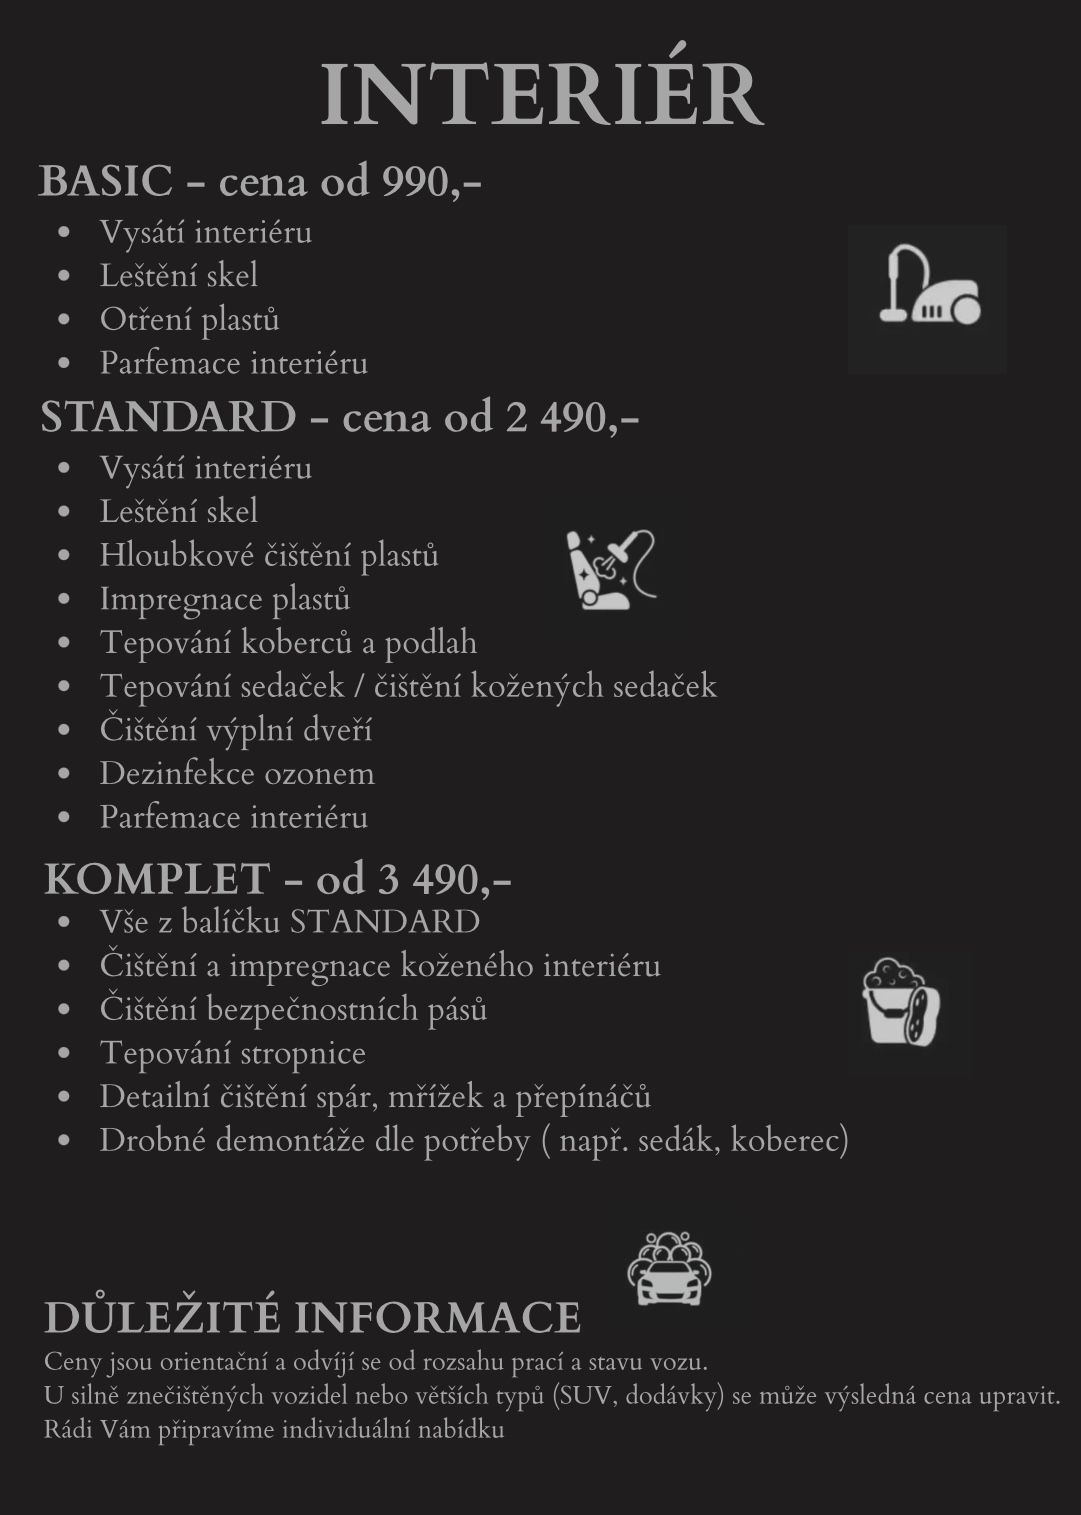 INTERIÉR
BASIC - cena od 990,-
• Vysátí interiéru
• Leštění skel
• Otření plastů
• Parfemace interiéru
STANDARD - cena od 2 490,-
• Vysátí interiéru
• Leštění skel
• Hloubkové čištění plastů
• Impregnace plastů
• Tepování koberců a podlah
• Tepování sedaček / čištění kožených sedaček
• Čištění výplní dveří
• Dezinfekce ozonem
• Parfemace interiéru
KOMPLET - od 3 490,-
• Vše z balíčku STANDARD
• Čištění a impregnace koženého interiéru
• Čištění bezpečnostních pásů
• Tepování stropnice
• Detailní čištění spár, mřížek a přepínáčů
• Drobné demontáže dle potřeby ( např. sedák, koberec)
DŮLEŽITÉ INFORMACE
Ceny jsou orientační a odvíjí se od rozsahu prací a stavu vozu.
U silně znečištěných vozidel nebo větších typů (SUV, dodávky) se může výsledná cena upravit.
Rádi Vám připravíme individuální nabídku